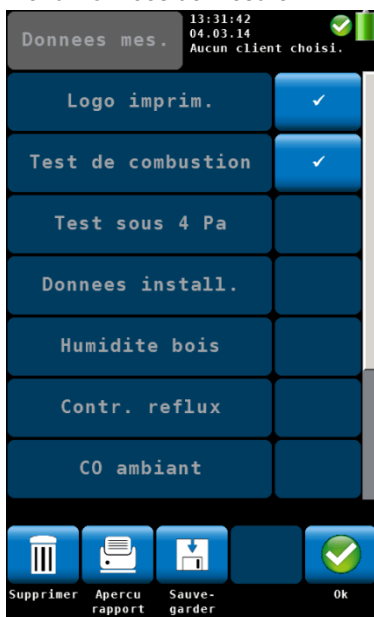 Donnees mes.
13:31:42
04.03.14
Aucun client choisi.
Logo imprim.
Test de combustion
Test sous 4 Pa
Donnees install.
Humidite bois
Contr. reflux
CO ambiant
Supprimer
Apercu
rapport
Sauve-
garder
Ok